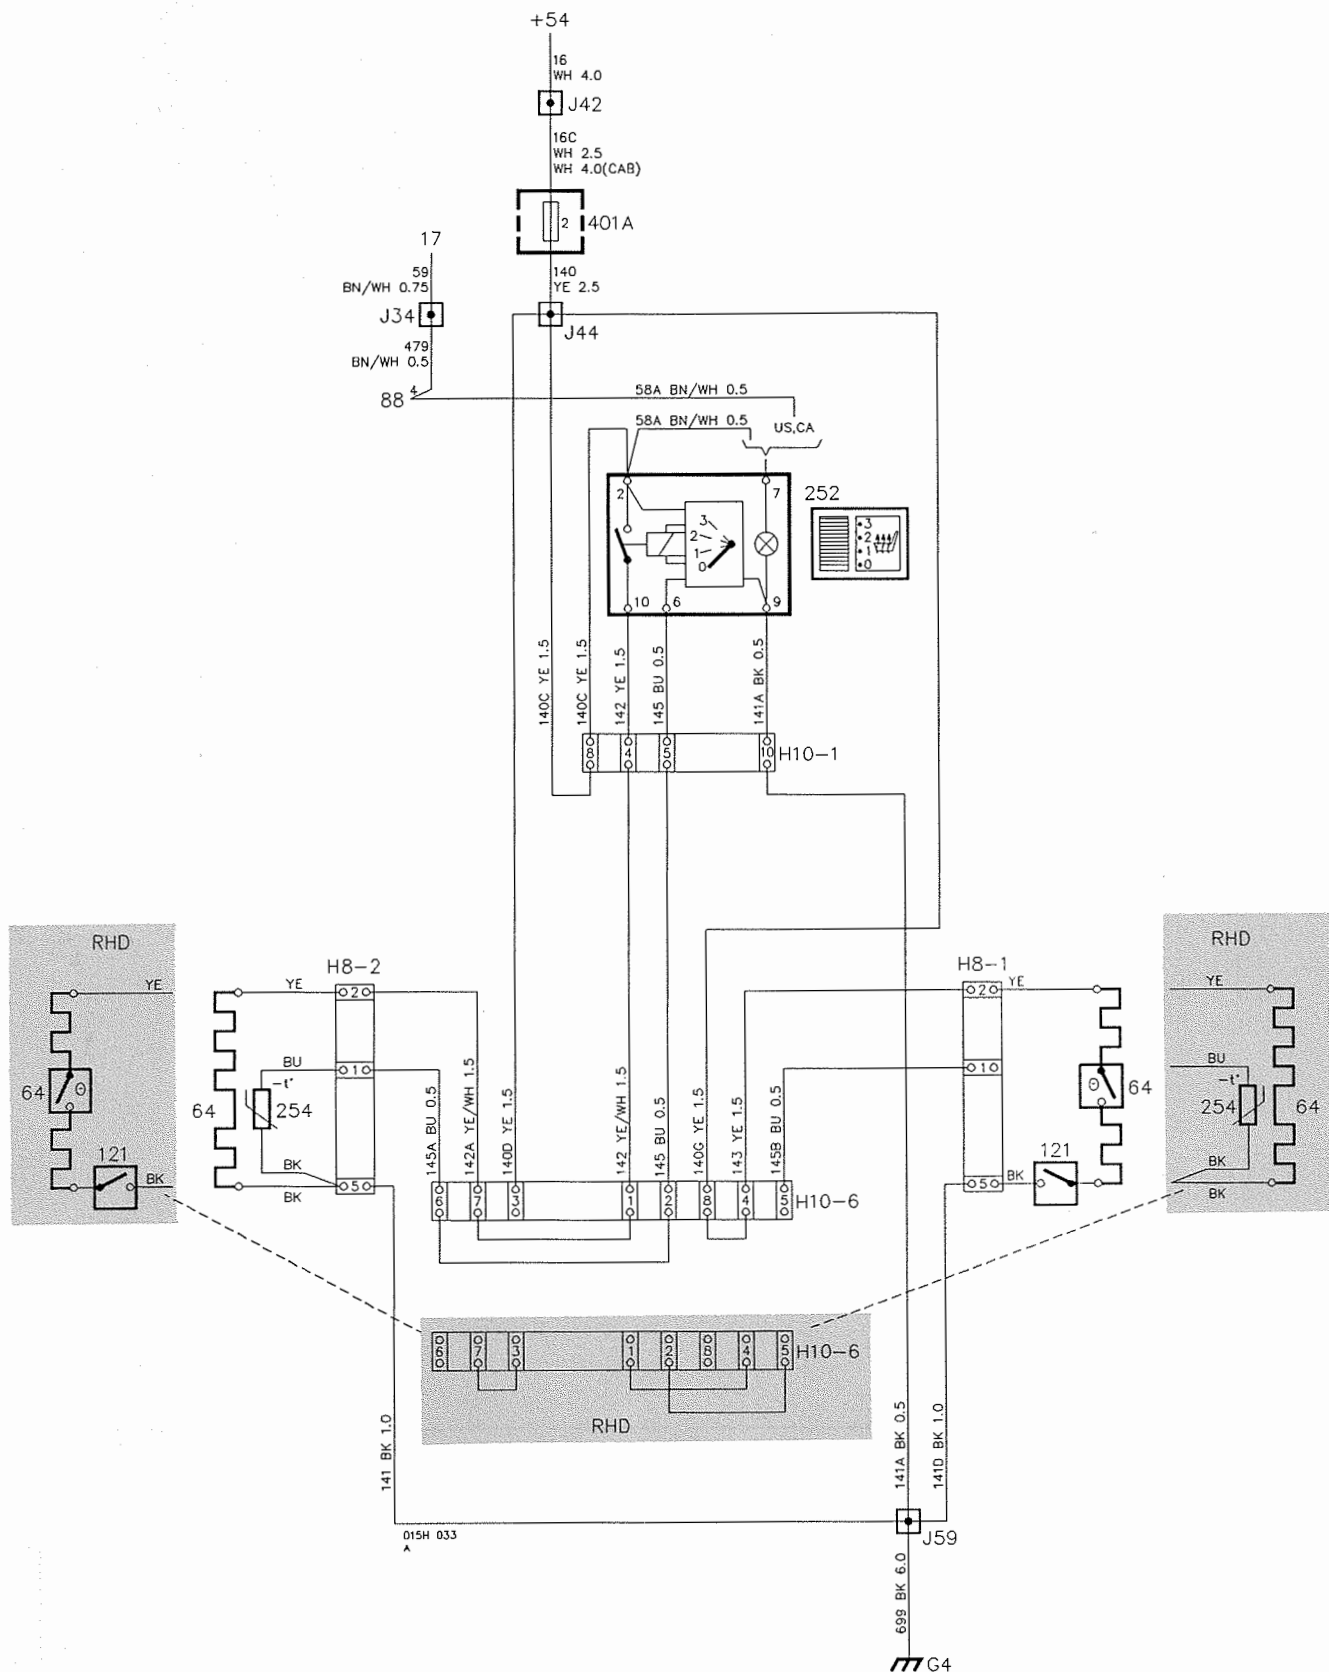 +54
16
WH 4.0
J42
16C
WH 2.5
WH 4.0(CAB)
2
401A
17
59
BN/WH 0.75
140
YE 2.5
J34
J44
479
BN/WH 0.5
88
4
58A BN/WH 0.5
58A BN/WH 0.5
US,CA
2
7
252
3
2
1
0
3
2
1
0
10
6
9
140C YE 1.5
140C YE 1.5
142 YE 1.5
145 BU 0.5
141A BK 0.5
8
4
5
10
H10-1
RHD
YE
64
Θ
121
BK
H8-2
YE
2
BU
1
-t°
64
254
BK
BK
5
145A BU 0.5
142A YE/WH 1.5
140D YE 1.5
142 YE/WH 1.5
145 BU 0.5
140G YE 1.5
143 YE 1.5
145B BU 0.5
H8-1
2
YE
1
Θ
64
121
5
BK
RHD
YE
BU
-t°
254
64
BK
BK
6
7
3
1
2
8
4
5
H10-6
6
7
3
1
2
8
4
5
H10-6
RHD
141 BK 1.0
141A BK 0.5
141D BK 1.0
015H 033
A
J59
699 BK 6.0
G4